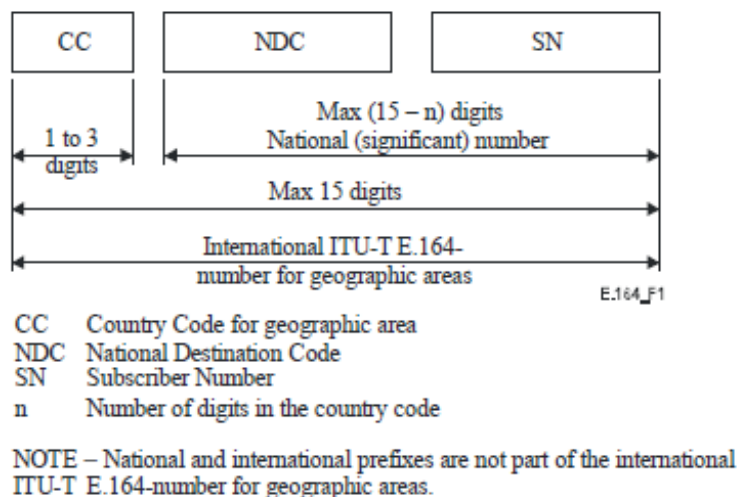 CC NDC SN
Max (15 – n) digits
1 to 3 National (significant) number
digits
Max 15 digits
International ITU-T E.164-
number for geographic areas
E.164_F1
CC Country Code for geographic area
NDC National Destination Code
SN Subscriber Number
n Number of digits in the country code
NOTE – National and international prefixes are not part of the international
ITU-T E.164-number for geographic areas.